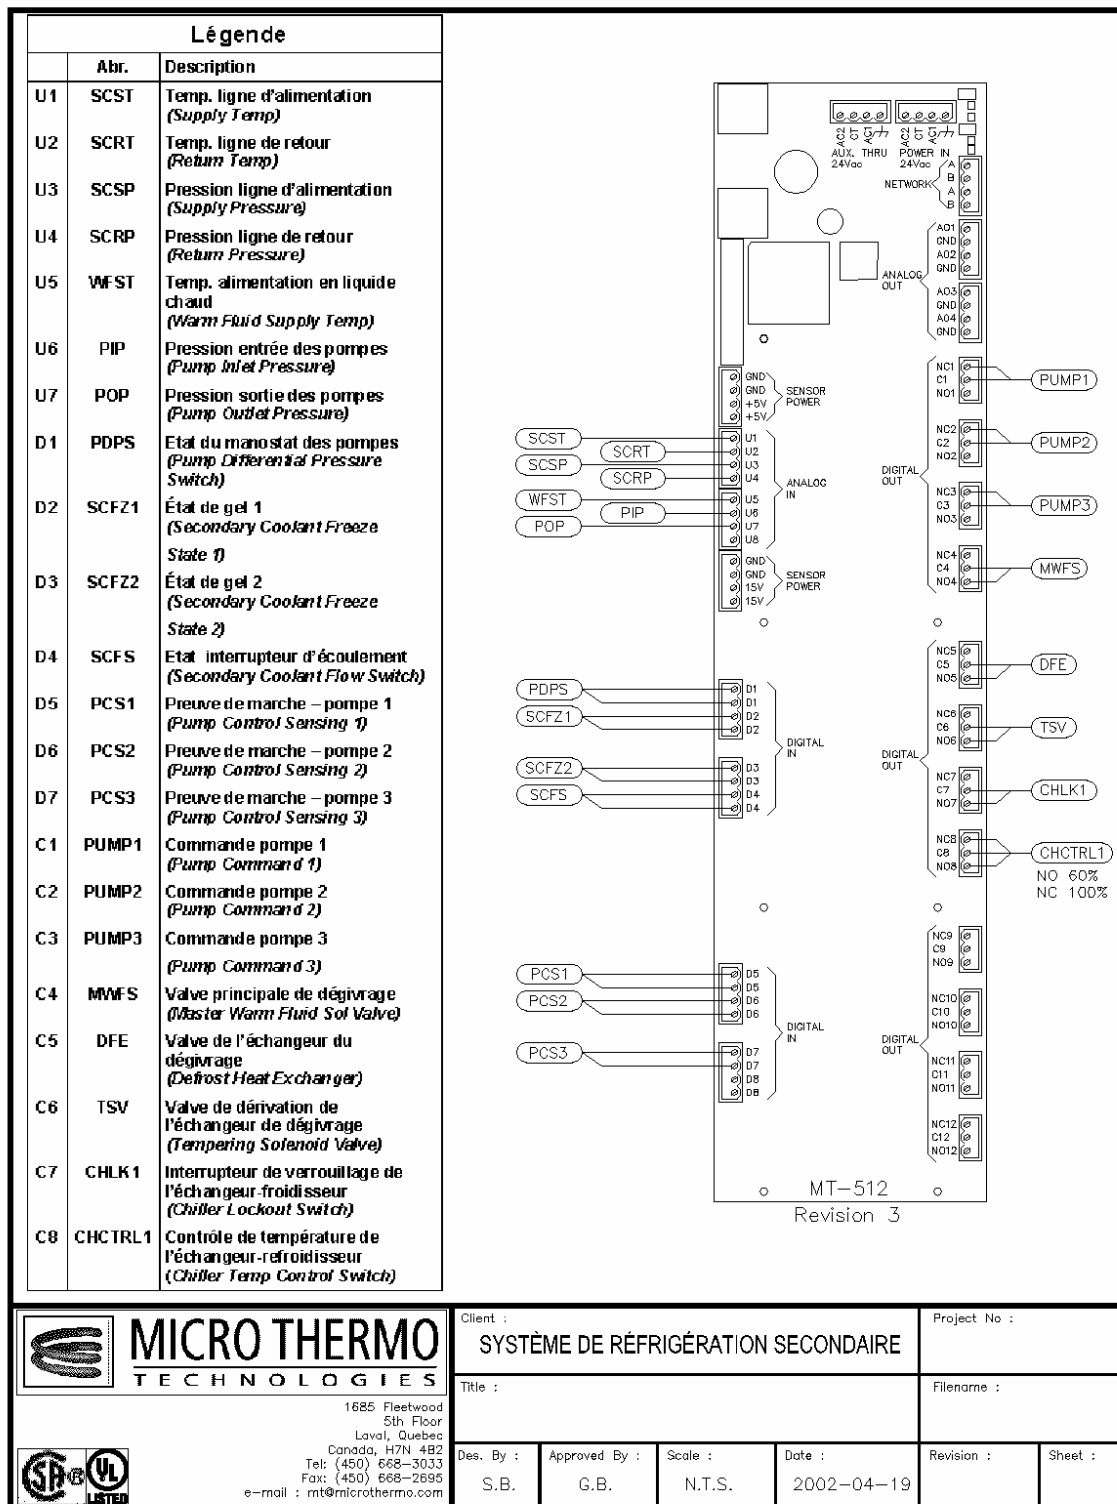 Légende
Abr. Description
U1 SCST Temp. ligne d'alimentation
(Supply Temp)
U2 SCRT Temp. ligne de retour
(Return Temp)
U3 SCSP Pression ligne d'alimentation
(Supply Pressure)
U4 SCRP Pression ligne de retour
(Return Pressure)
U5 WFST Temp. alimentation en liquide
chaud
(Warm Fluid Supply Temp)
U6 PIP Pression entrée des pompes
(Pump Inlet Pressure)
U7 POP Pression sortie des pompes
(Pump Outlet Pressure)
D1 PDPS Etat du manostat des pompes
(Pump Differential Pressure
Switch)
D2 SCFZ1 État de gel 1
(Secondary Coolant Freeze
State 1)
D3 SCFZ2 État de gel 2
(Secondary Coolant Freeze
State 2)
D4 SCFS Etat interrupteur d'écoulement
(Secondary Coolant Flow Switch)
D5 PCS1 Preuve de marche – pompe 1
(Pump Control Sensing 1)
D6 PCS2 Preuve de marche – pompe 2
(Pump Control Sensing 2)
D7 PCS3 Preuve de marche – pompe 3
(Pump Control Sensing 3)
C1 PUMP1 Commande pompe 1
(Pump Command 1)
C2 PUMP2 Commande pompe 2
(Pump Command 2)
C3 PUMP3 Commande pompe 3
(Pump Command 3)
C4 MWFS Valve principale de dégivrage
(Master Warm Fluid Sol Valve)
C5 DFE Valve de l'échangeur du
dégivrage
(Defrost Heat Exchanger)
C6 TSV Valve de dérivation de
l'échangeur de dégivrage
(Tempering Solenoid Valve)
C7 CHLK1 Interrupteur de verrouillage de
l'échangeur-froidisseur
(Chiller Lockout Switch)
C8 CHCTRL1 Contrôle de température de
l'échangeur-refroidisseur
(Chiller Temp Control Switch)
AC2 CT AC1 AC2 CT AC1
AUX. THRU POWER IN
24Vac 24Vac
NETWORK
A
B
A
B
ANALOG
OUT
AO1
GND
AO2
GND
AO3
GND
AO4
GND
GND
GND
+5V
+5V
SENSOR
POWER
SCST
SCRT
SCSP
SCRP
WFST
PIP
POP
U1
U2
U3
U4
U5
U6
U7
U8
ANALOG
IN
GND
GND
15V
15V
SENSOR
POWER
NC1
C1
NO1
PUMP1
NC2
C2
NO2
PUMP2
DIGITAL
OUT
NC3
C3
NO3
PUMP3
NC4
C4
NO4
MWFS
PDPS
SCFZ1
SCFZ2
SCFS
D1
D1
D2
D2
D3
D3
D4
D4
DIGITAL
IN
NC5
C5
NO5
DFE
NC6
C6
NO6
TSV
DIGITAL
OUT
NC7
C7
NO7
CHLK1
NC8
C8
NO8
CHCTRL1
NO 60%
NC 100%
PCS1
PCS2
PCS3
D5
D5
D6
D6
D7
D7
D8
D8
DIGITAL
IN
NC9
C9
NO9
NC10
C10
NO10
DIGITAL
OUT
NC11
C11
NO11
NC12
C12
NO12
MT-512
Revision 3
MICRO THERMO
TECHNOLOGIES
1685 Fleetwood
5th Floor
Laval, Quebec
Canada, H7N 4B2
Tel: (450) 668-3033
Fax: (450) 668-2695
e-mail : mt@microthermo.com
SA ® UL
LISTED
Client :
SYSTÈME DE RÉFRIGÉRATION SECONDAIRE
Project No :
Title :
Filename :
Des. By :
S.B.
Approved By :
G.B.
Scale :
N.T.S.
Date :
2002-04-19
Revision :
Sheet :